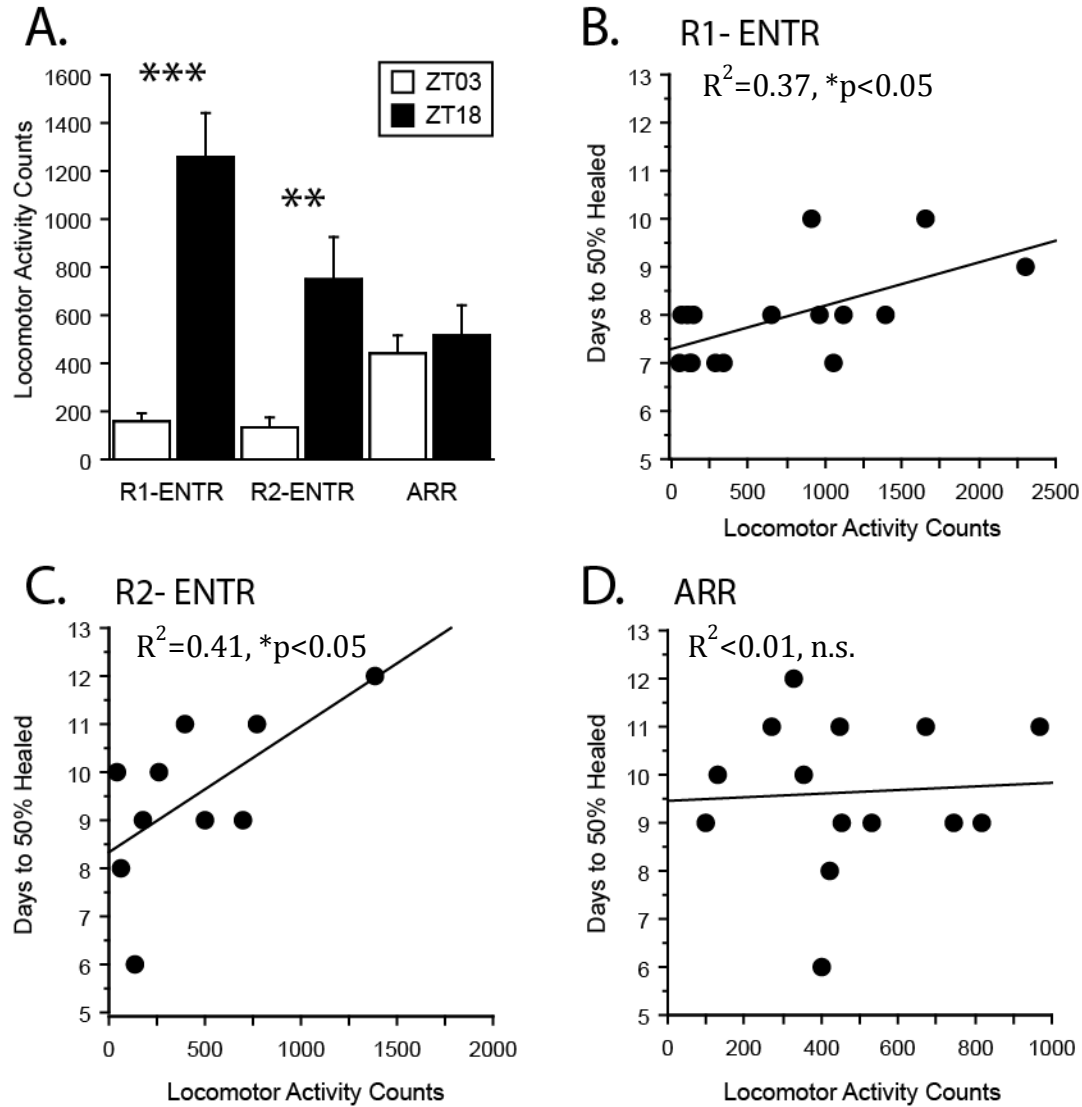 A.
1600
1400
1200
1000
800
600
400
200
0
Locomotor Activity Counts
***
**
ZT03
ZT18
R1-ENTR R2-ENTR ARR
B. R1- ENTR
R²=0.37, *p<0.05
13
12
11
10
9
8
7
6
5
Days to 50% Healed
0 500 1000 1500 2000 2500
Locomotor Activity Counts
C. R2- ENTR
R²=0.41, *p<0.05
13
12
11
10
9
8
7
6
5
Days to 50% Healed
0 500 1000 1500 2000
Locomotor Activity Counts
D. ARR
R²<0.01, n.s.
13
12
11
10
9
8
7
6
5
Days to 50% Healed
0 200 400 600 800 1000
Locomotor Activity Counts